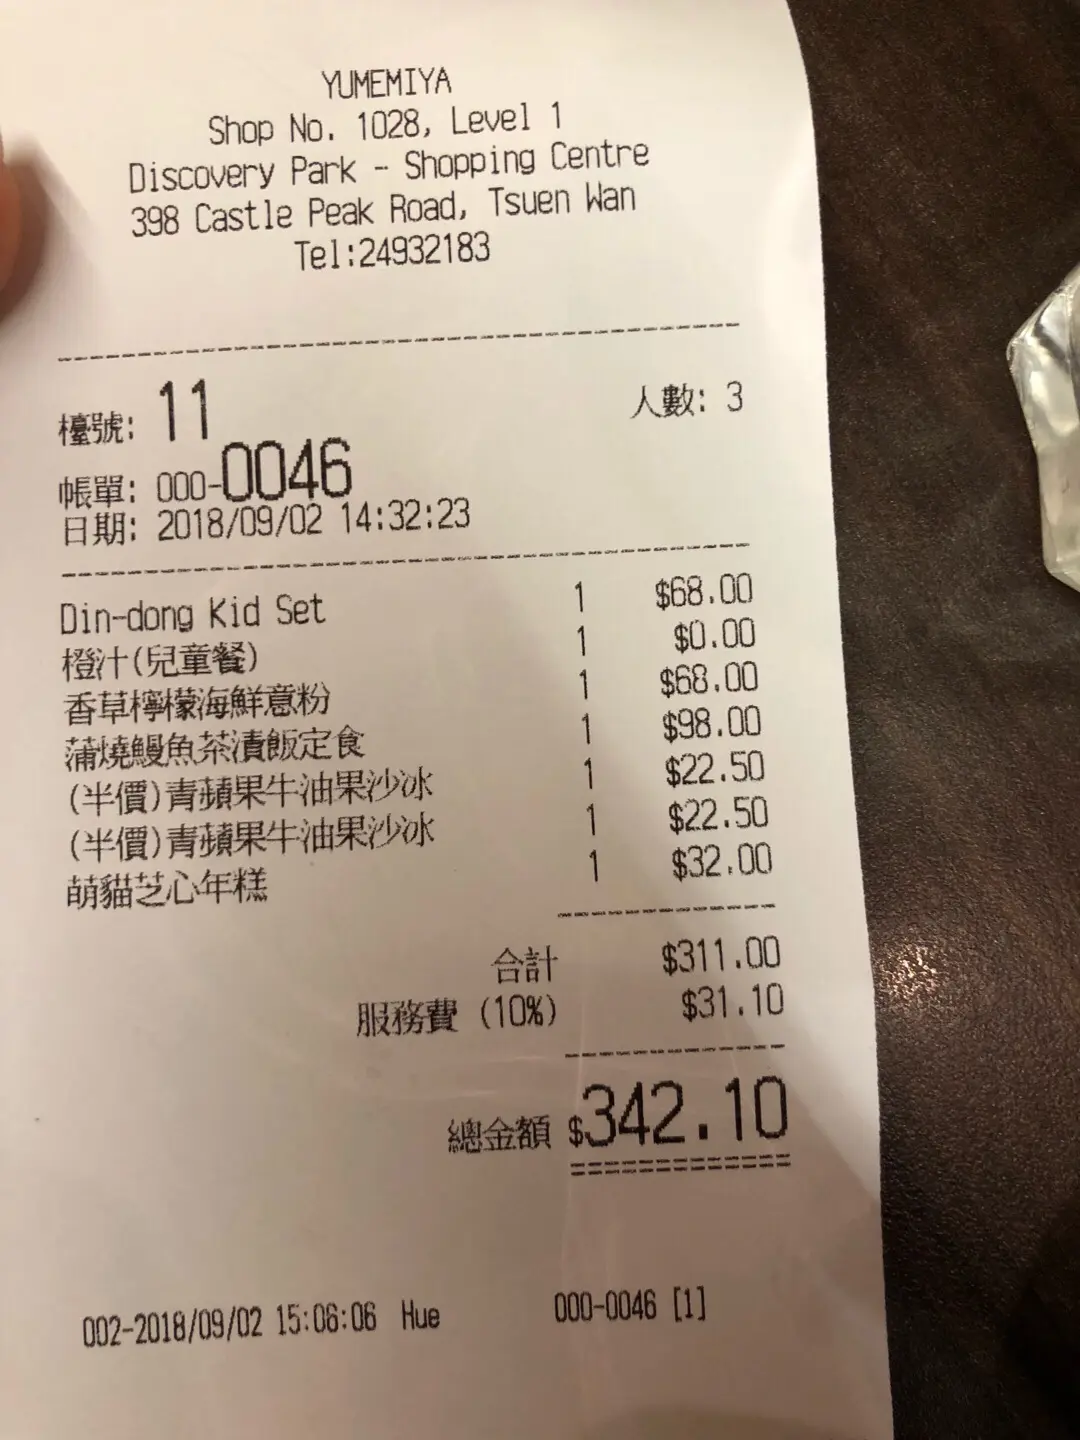 YUMEMIYA
Shop No. 1028, Level 1
Discovery Park - Shopping Centre
398 Castle Peak Road, Tsuen Wan
Tel:24932183
檯號: 11 人數: 3
帳單: 000-0046
日期: 2018/09/02 14:32:23
Din-dong Kid Set 1 $68.00
橙汁(兒童餐) 1 $0.00
香草檸檬海鮮意粉 1 $68.00
蒲燒鰻魚茶漬飯定食 1 $98.00
(半價)青蘋果牛油果沙冰 1 $22.50
(半價)青蘋果牛油果沙冰 1 $22.50
萌貓芝心年糕 1 $32.00
合計 $311.00
服務費 (10%) $31.10
總金額 $342.10
002-2018/09/02 15:06:06 Hue 000-0046 [1]